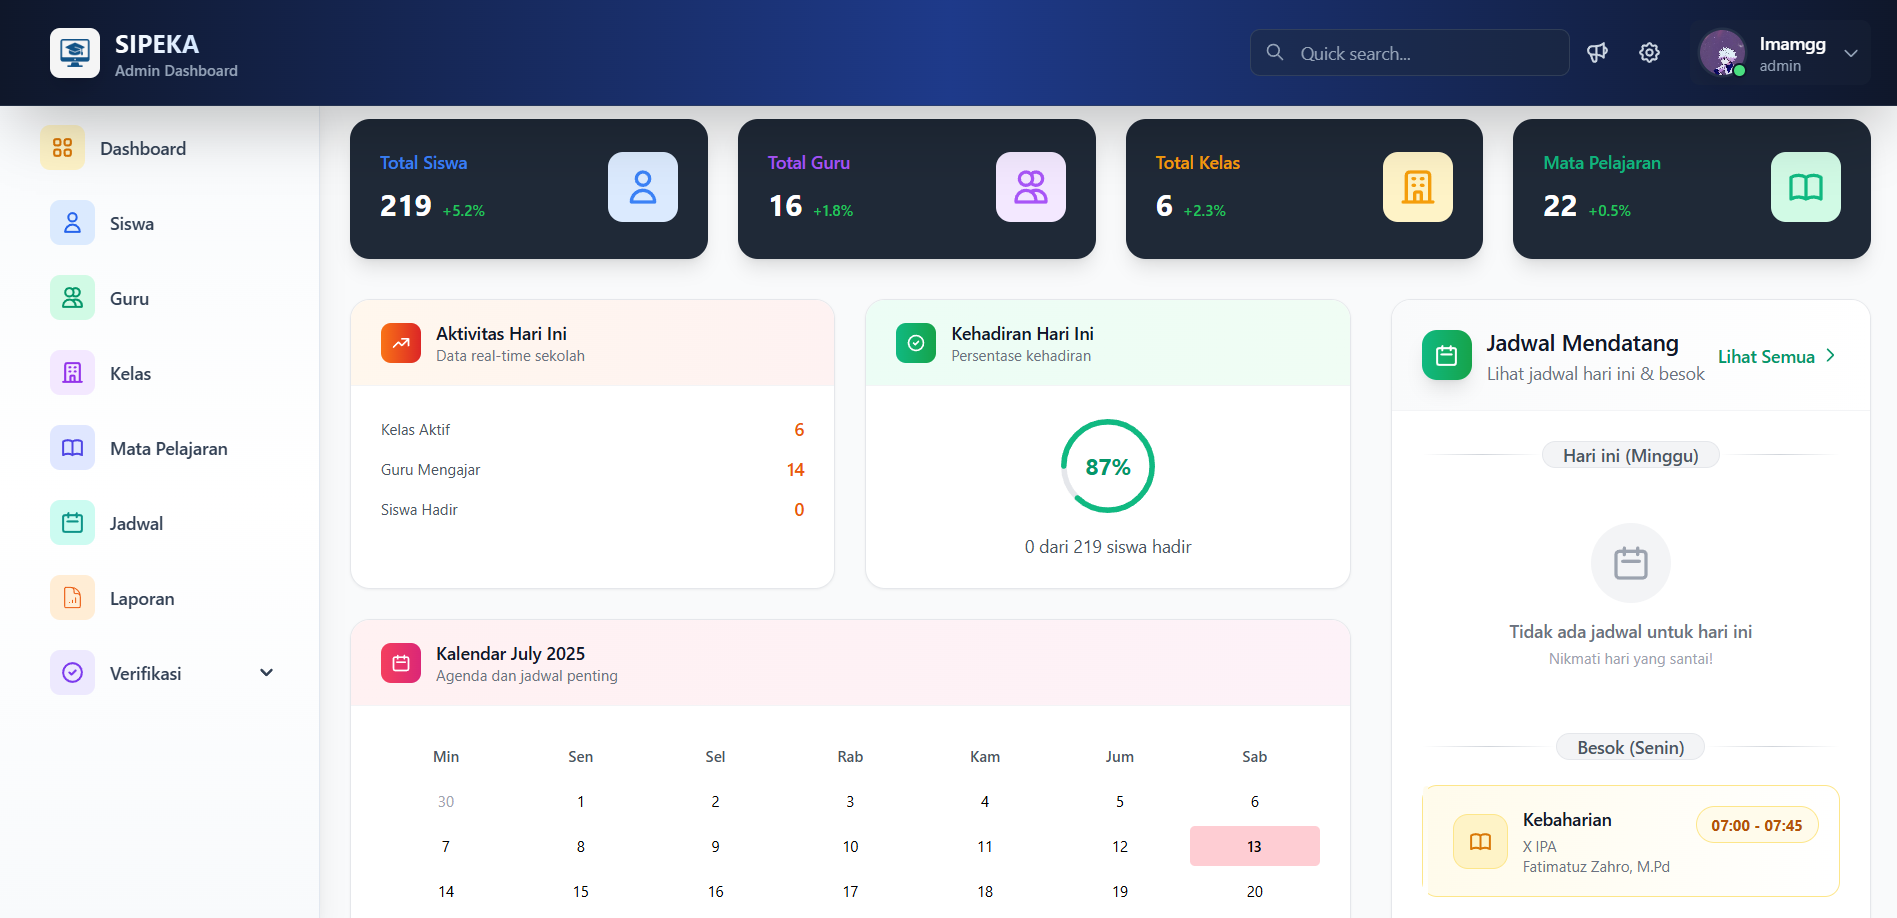 SIPEKA
Admin Dashboard
Quick search...
Imamgg
admin
Dashboard
Siswa
Guru
Kelas
Mata Pelajaran
Jadwal
Laporan
Verifikasi
Total Siswa
219 +5.2%
Total Guru
16 +1.8%
Total Kelas
6 +2.3%
Mata Pelajaran
22 +0.5%
Aktivitas Hari Ini
Data real-time sekolah
Kelas Aktif 6
Guru Mengajar 14
Siswa Hadir 0
Kehadiran Hari Ini
Persentase kehadiran
87%
0 dari 219 siswa hadir
Kalendar July 2025
Agenda dan jadwal penting
Min Sen Sel Rab Kam Jum Sab
30 1 2 3 4 5 6
7 8 9 10 11 12 13
14 15 16 17 18 19 20
Jadwal Mendatang
Lihat jadwal hari ini & besok
Lihat Semua
Hari ini (Minggu)
Tidak ada jadwal untuk hari ini
Nikmati hari yang santai!
Besok (Senin)
Kebaharian
X IPA
Fatimatuz Zahro, M.Pd
07:00 - 07:45